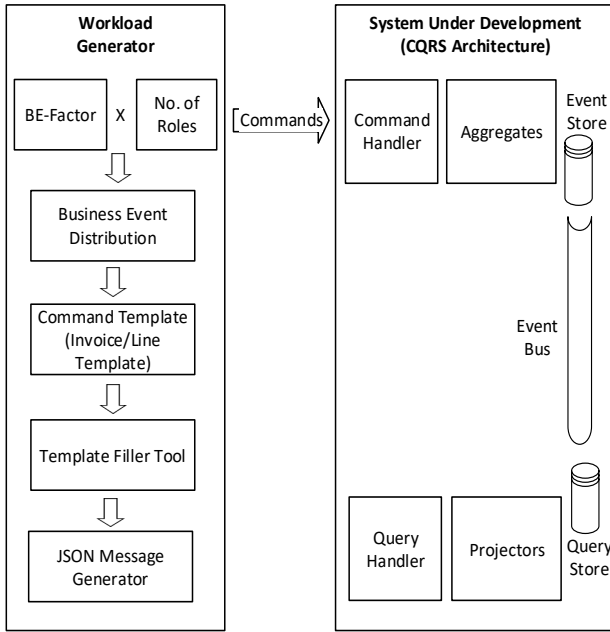 Workload
Generator
BE-Factor
X
No. of
Roles
Business Event
Distribution
Command Template
(Invoice/Line
Template)
Template Filler Tool
JSON Message
Generator
Commands
System Under Development
(CQRS Architecture)
Command
Handler
Aggregates
Event
Store
Event
Bus
Query
Handler
Projectors
Query
Store